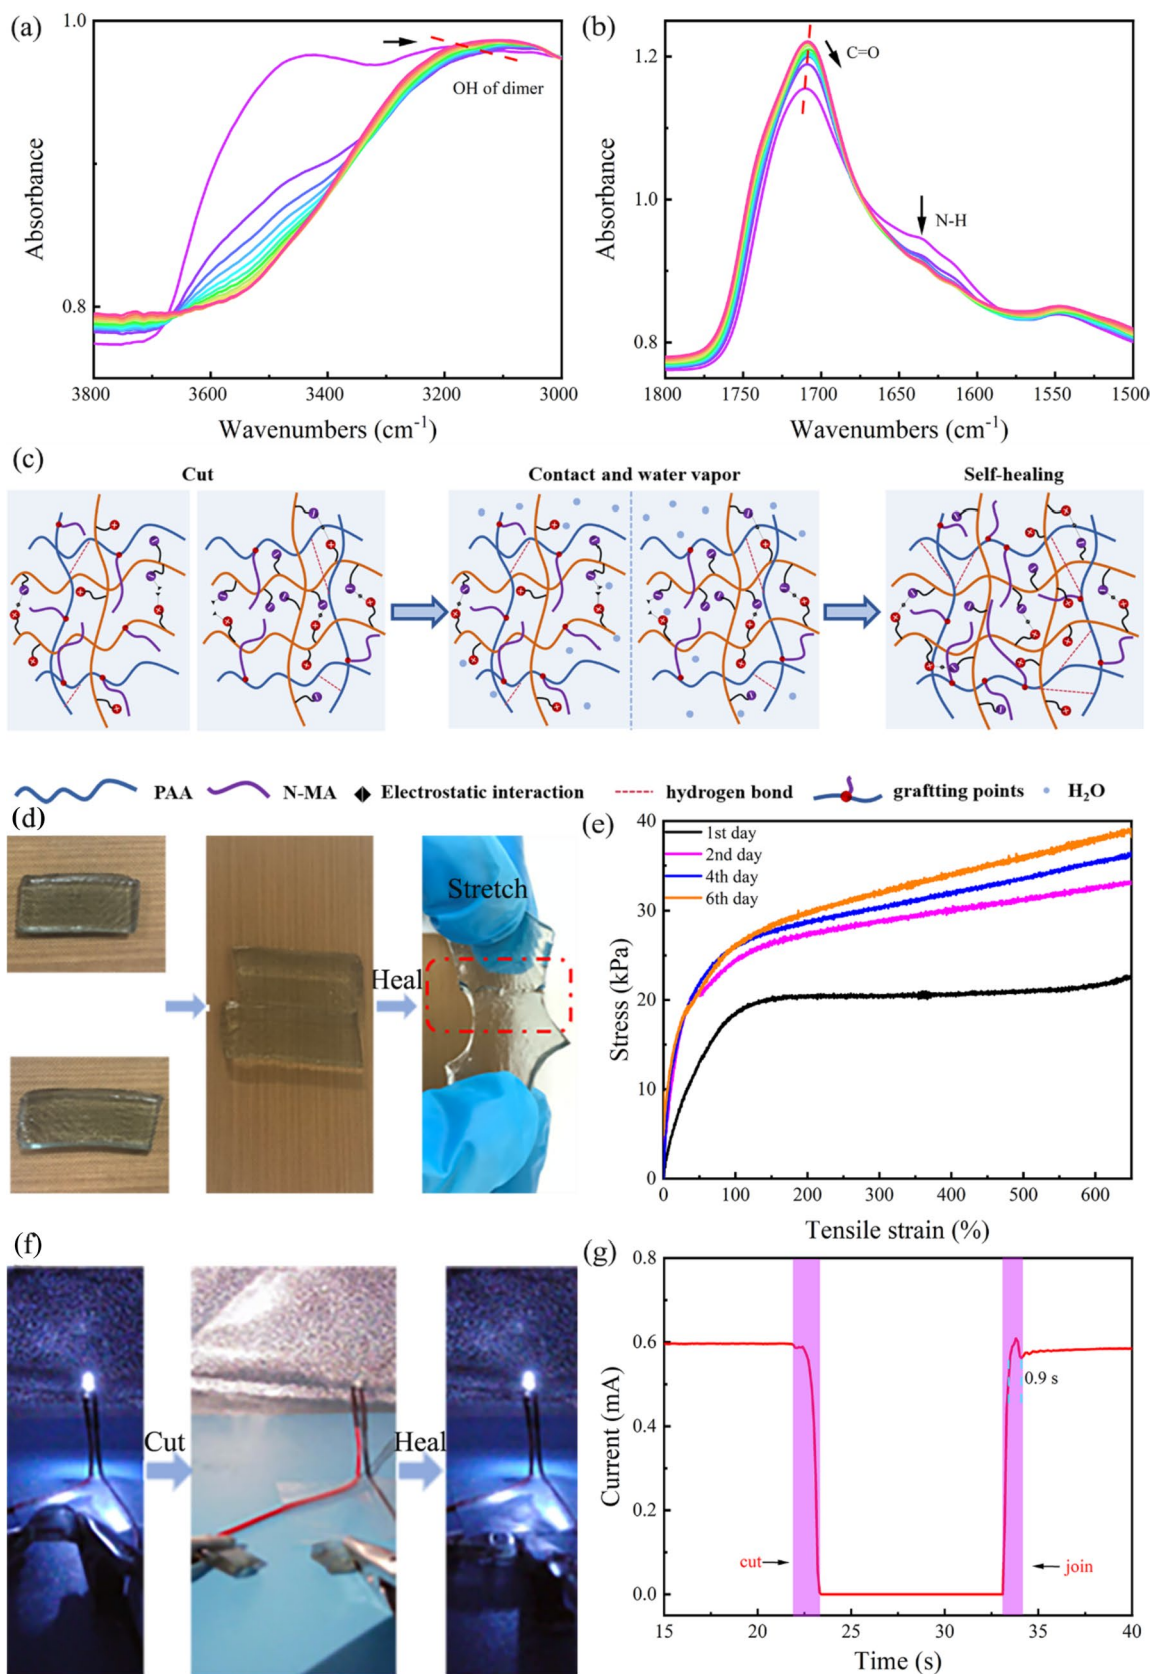 (a)
1.0
0.8
Absorbance
OH of dimer
3800 3600 3400 3200 3000
Wavenumbers (cm-1)
(b)
1.2
1.0
0.8
Absorbance
C=O
N-H
1800 1750 1700 1650 1600 1550 1500
Wavenumbers (cm-1)
(c)
Cut
Contact and water vapor
Self-healing
PAA N-MA Electrostatic interaction hydrogen bond graftting points H2O
(d)
Heal
Stretch
(e)
40
30
20
10
0
Stress (kPa)
1st day
2nd day
4th day
6th day
0 100 200 300 400 500 600
Tensile strain (%)
(f)
Cut
Heal
(g)
0.8
0.6
0.4
0.2
0.0
Current (mA)
0.9 s
cut
join
15 20 25 30 35 40
Time (s)